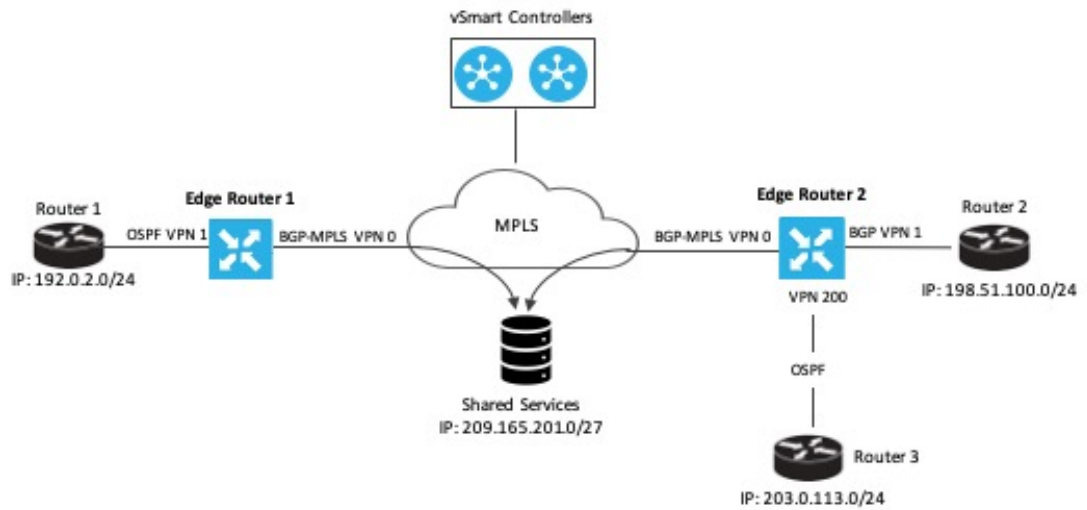 vSmart Controllers
Edge Router 1
Edge Router 2
Router 1
Router 2
MPLS
OSPF VPN 1
BGP-MPLS VPN 0
BGP-MPLS VPN 0
BGP VPN 1
IP: 192.0.2.0/24
IP: 198.51.100.0/24
VPN 200
OSPF
Shared Services
IP: 209.165.201.0/27
Router 3
IP: 203.0.113.0/24